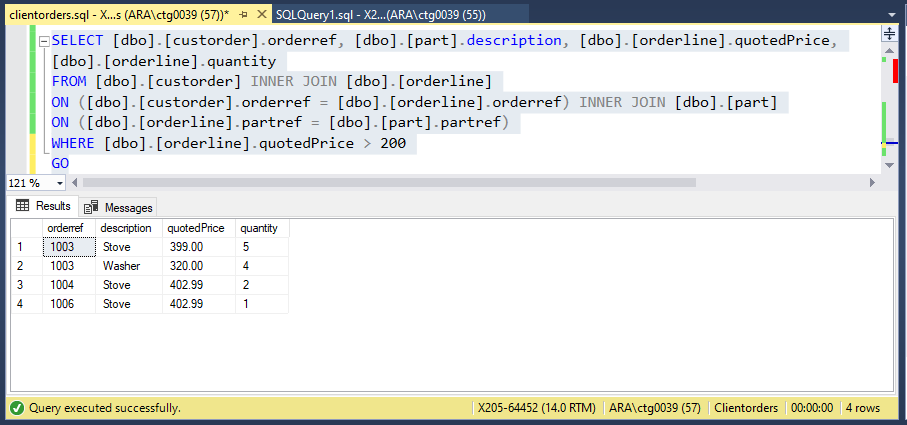 clientorders.sql - X...s (ARA\ctg0039 (57))* SQLQuery1.sql - X2...(ARA\ctg0039 (55))
SELECT [dbo].[custorder].orderref, [dbo].[part].description, [dbo].[orderline].quotedPrice,
[dbo].[orderline].quantity
FROM [dbo].[custorder] INNER JOIN [dbo].[orderline]
ON ([dbo].[custorder].orderref = [dbo].[orderline].orderref) INNER JOIN [dbo].[part]
ON ([dbo].[orderline].partref = [dbo].[part].partref)
WHERE [dbo].[orderline].quotedPrice > 200
GO
121 %
Results Messages
orderref description quotedPrice quantity
1 1003 Stove 399.00 5
2 1003 Washer 320.00 4
3 1004 Stove 402.99 2
4 1006 Stove 402.99 1
Query executed successfully. X205-64452 (14.0 RTM) ARA\ctg0039 (57) Clientorders 00:00:00 4 rows